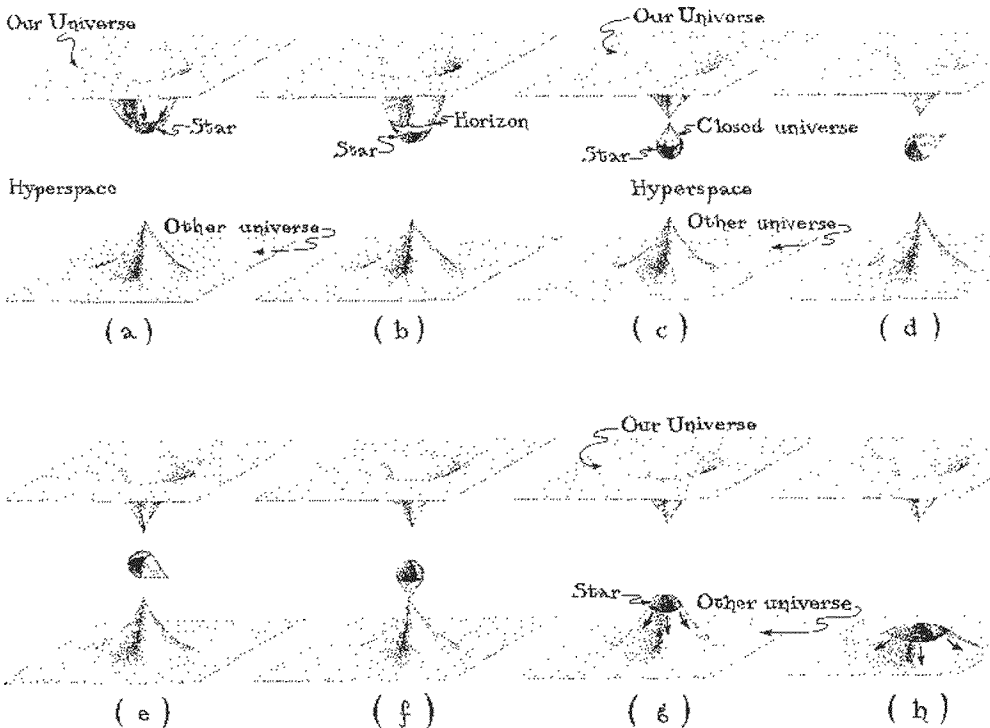 Our Universe
Our Univorse
Star
Horizon
Star
Closed universe
Star
Hyperspace
Hyperspace
Other universe
Other universe
( a )
( b )
( c )
( d )
Our Universe
Star
Other universe
( e )
( f )
( g )
( h )